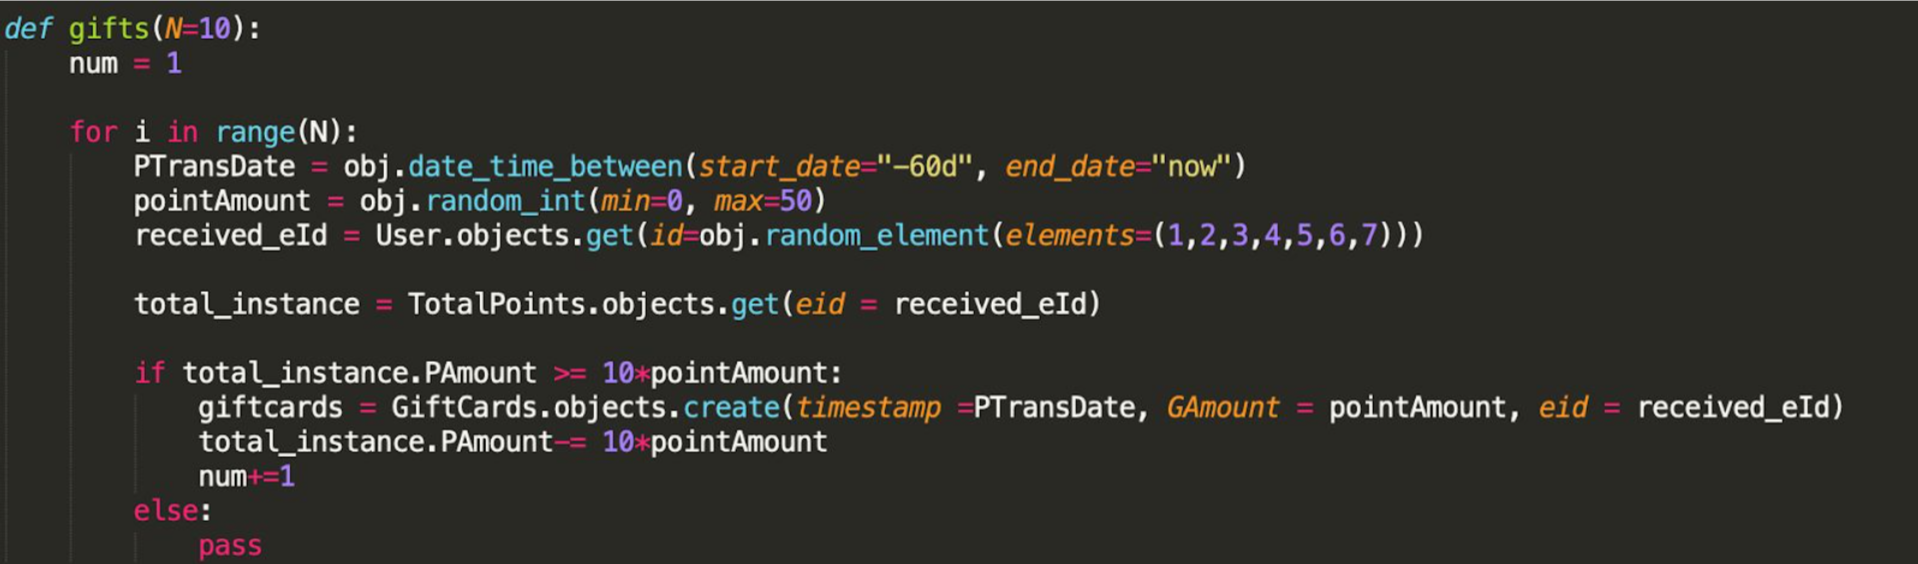 def gifts(N=10):
    num = 1

    for i in range(N):
        PTransDate = obj.date_time_between(start_date="-60d", end_date="now")
        pointAmount = obj.random_int(min=0, max=50)
        received_eId = User.objects.get(id=obj.random_element(elements=(1,2,3,4,5,6,7)))

        total_instance = TotalPoints.objects.get(eid = received_eId)

        if total_instance.PAmount >= 10*pointAmount:
            giftcards = GiftCards.objects.create(timestamp =PTransDate, GAmount = pointAmount, eid = received_eId)
            total_instance.PAmount-= 10*pointAmount
            num+=1
        else:
            pass